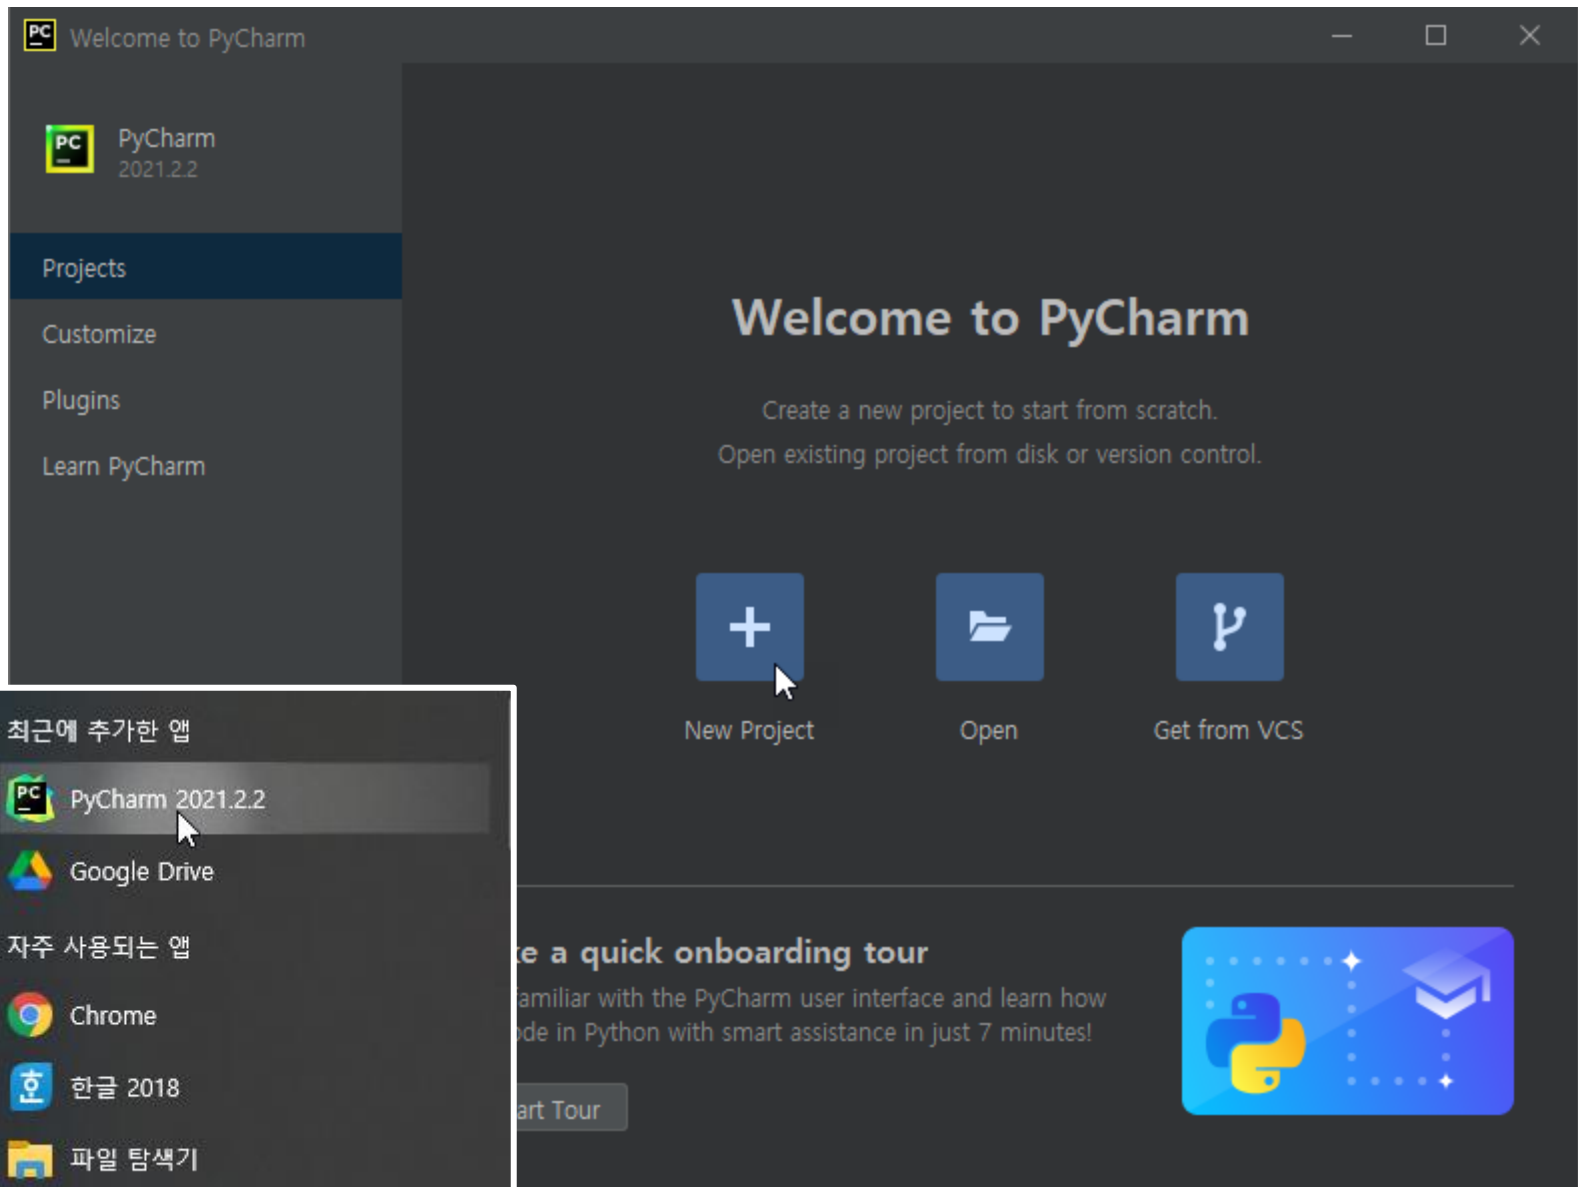 PC Welcome to PyCharm
PC PyCharm
2021.2.2
Projects
Customize
Plugins
Learn PyCharm
Welcome to PyCharm
Create a new project to start from scratch.
Open existing project from disk or version control.
New Project Open Get from VCS
최근에 추가한 앱
PC PyCharm 2021.2.2
Google Drive
자주 사용되는 앱
Chrome
호 한글 2018
파일 탐색기
a quick onboarding tour
with the PyCharm user interface and learn how
in Python with smart assistance in just 7 minutes!
Tour